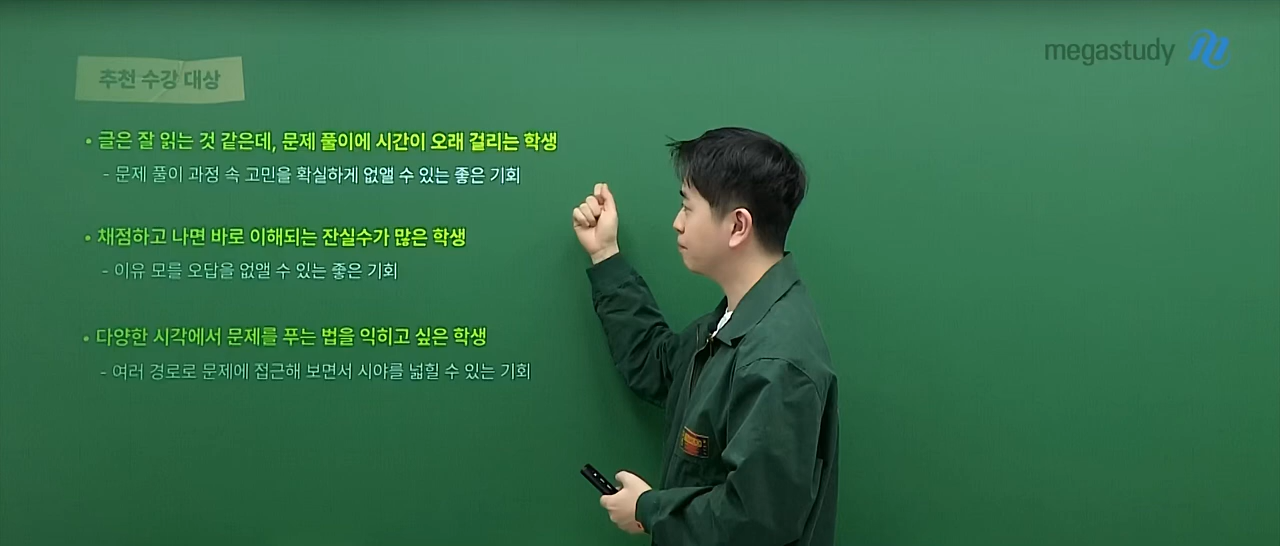 megastudy
추천 수강 대상
• 글은 잘 읽는 것 같은데, 문제 풀이에 시간이 오래 걸리는 학생
- 문제 풀이 과정 속 고민을 확실하게 없앨 수 있는 좋은 기회
• 채점하고 나면 바로 이해되는 잔실수가 많은 학생
- 이유 모를 오답을 없앨 수 있는 좋은 기회
• 다양한 시각에서 문제를 푸는 법을 익히고 싶은 학생
- 여러 경로로 문제에 접근해 보면서 시야를 넓힐 수 있는 기회